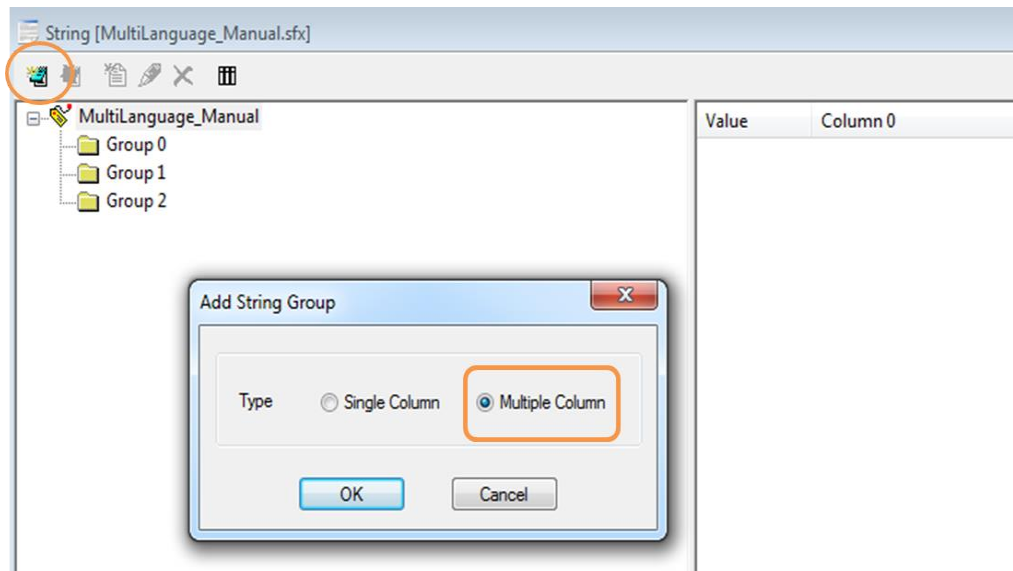 String [MultiLanguage_Manual.sfx]
MultiLanguage_Manual
Group 0
Group 1
Group 2
Value Column 0
Add String Group
Type Single Column Multiple Column
OK Cancel